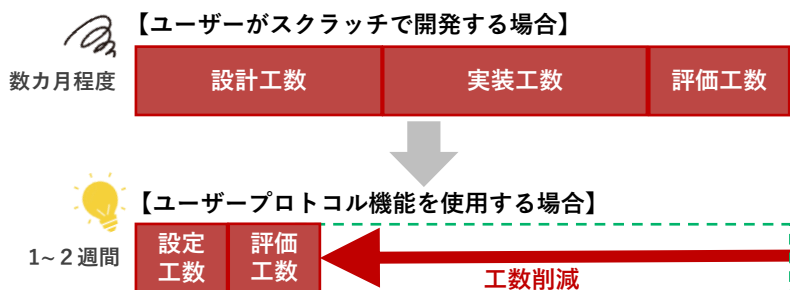 【ユーザーがスクラッチで開発する場合】
数カ月程度
設計工数 実装工数 評価工数
【ユーザープロトコル機能を使用する場合】
1~２週間
設定工数 評価工数
工数削減